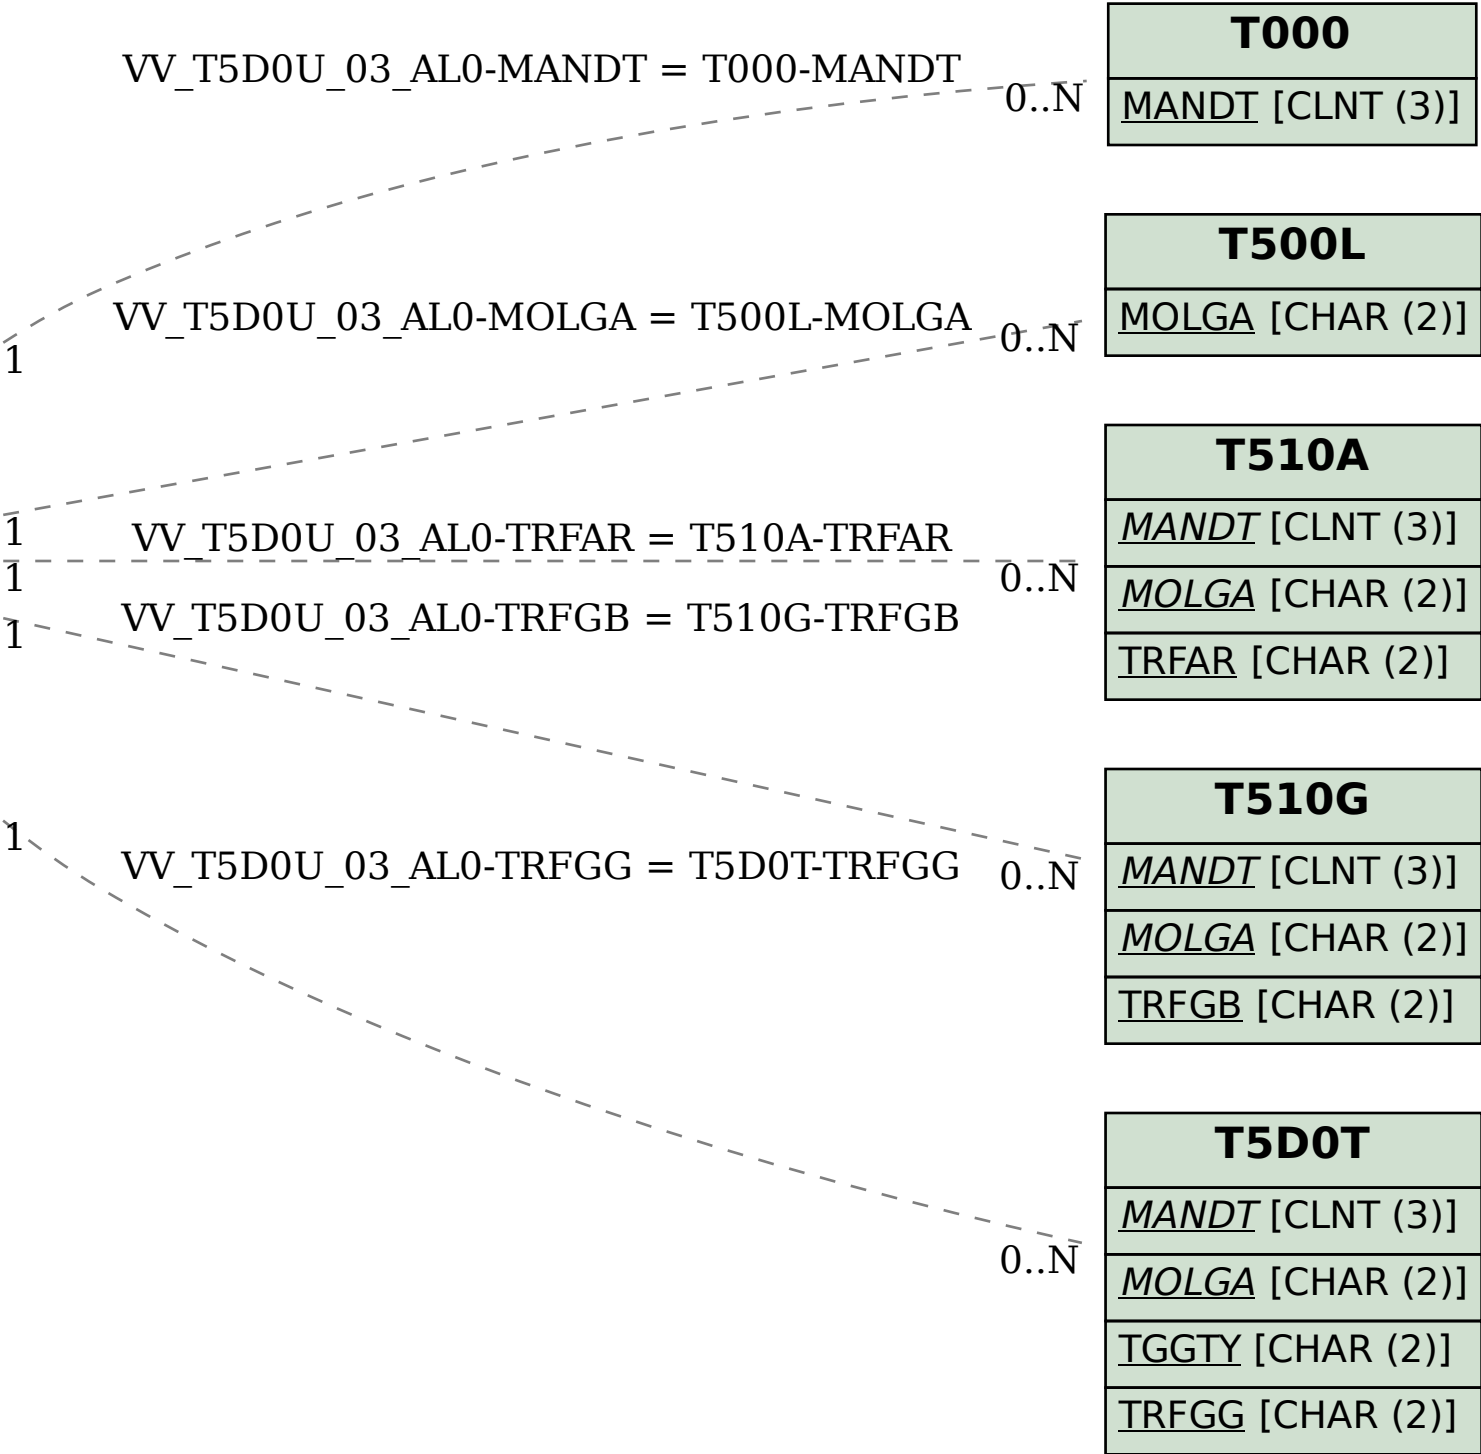 T000
MANDT [CLNT (3)]
VV_T5D0U_03_AL0-MANDT = T000-MANDT
0..N
1
T500L
MOLGA [CHAR (2)]
VV_T5D0U_03_AL0-MOLGA = T500L-MOLGA
0..N
1
T510A
MANDT [CLNT (3)]
MOLGA [CHAR (2)]
TRFAR [CHAR (2)]
VV_T5D0U_03_AL0-TRFAR = T510A-TRFAR
0..N
1
VV_T5D0U_03_AL0-TRFGB = T510G-TRFGB
1
0..N
T510G
MANDT [CLNT (3)]
MOLGA [CHAR (2)]
TRFGB [CHAR (2)]
1
VV_T5D0U_03_AL0-TRFGG = T5D0T-TRFGG
0..N
T5D0T
MANDT [CLNT (3)]
MOLGA [CHAR (2)]
TGGTY [CHAR (2)]
TRFGG [CHAR (2)]